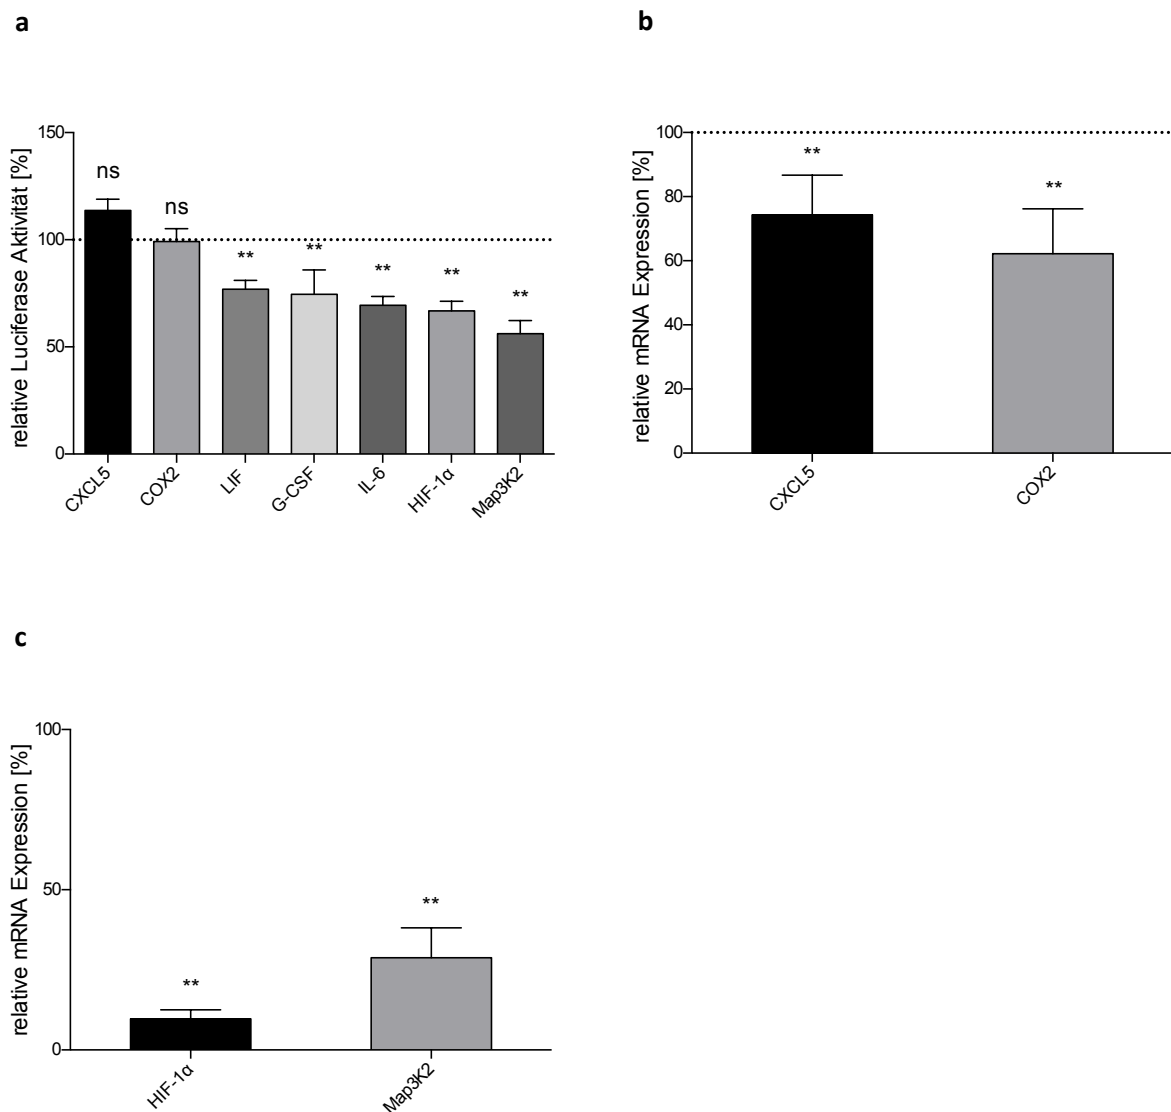 a
relative Luciferase Aktivität [%]
150
100
50
0
ns
ns
**
**
**
**
**
CXCL5
COX2
LIF
G-CSF
IL-6
HIF-1α
Map3K2
b
relative mRNA Expression [%]
100
80
60
40
20
0
**
**
CXCL5
COX2
c
relative mRNA Expression [%]
100
50
0
**
**
HIF-1α
Map3K2